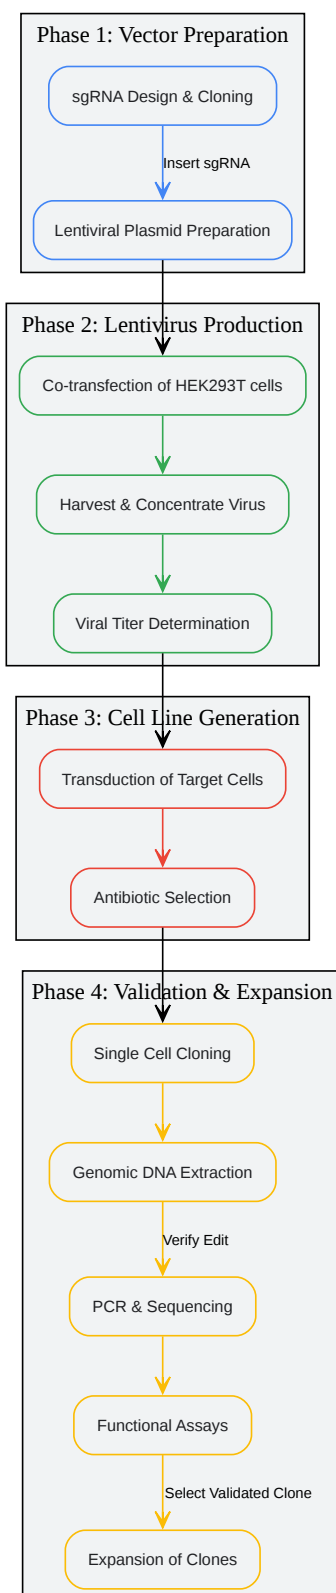 Phase 1: Vector Preparation
sgRNA Design & Cloning
Insert sgRNA
Lentiviral Plasmid Preparation
Phase 2: Lentivirus Production
Co-transfection of HEK293T cells
Harvest & Concentrate Virus
Viral Titer Determination
Phase 3: Cell Line Generation
Transduction of Target Cells
Antibiotic Selection
Phase 4: Validation & Expansion
Single Cell Cloning
Genomic DNA Extraction
Verify Edit
PCR & Sequencing
Functional Assays
Select Validated Clone
Expansion of Clones